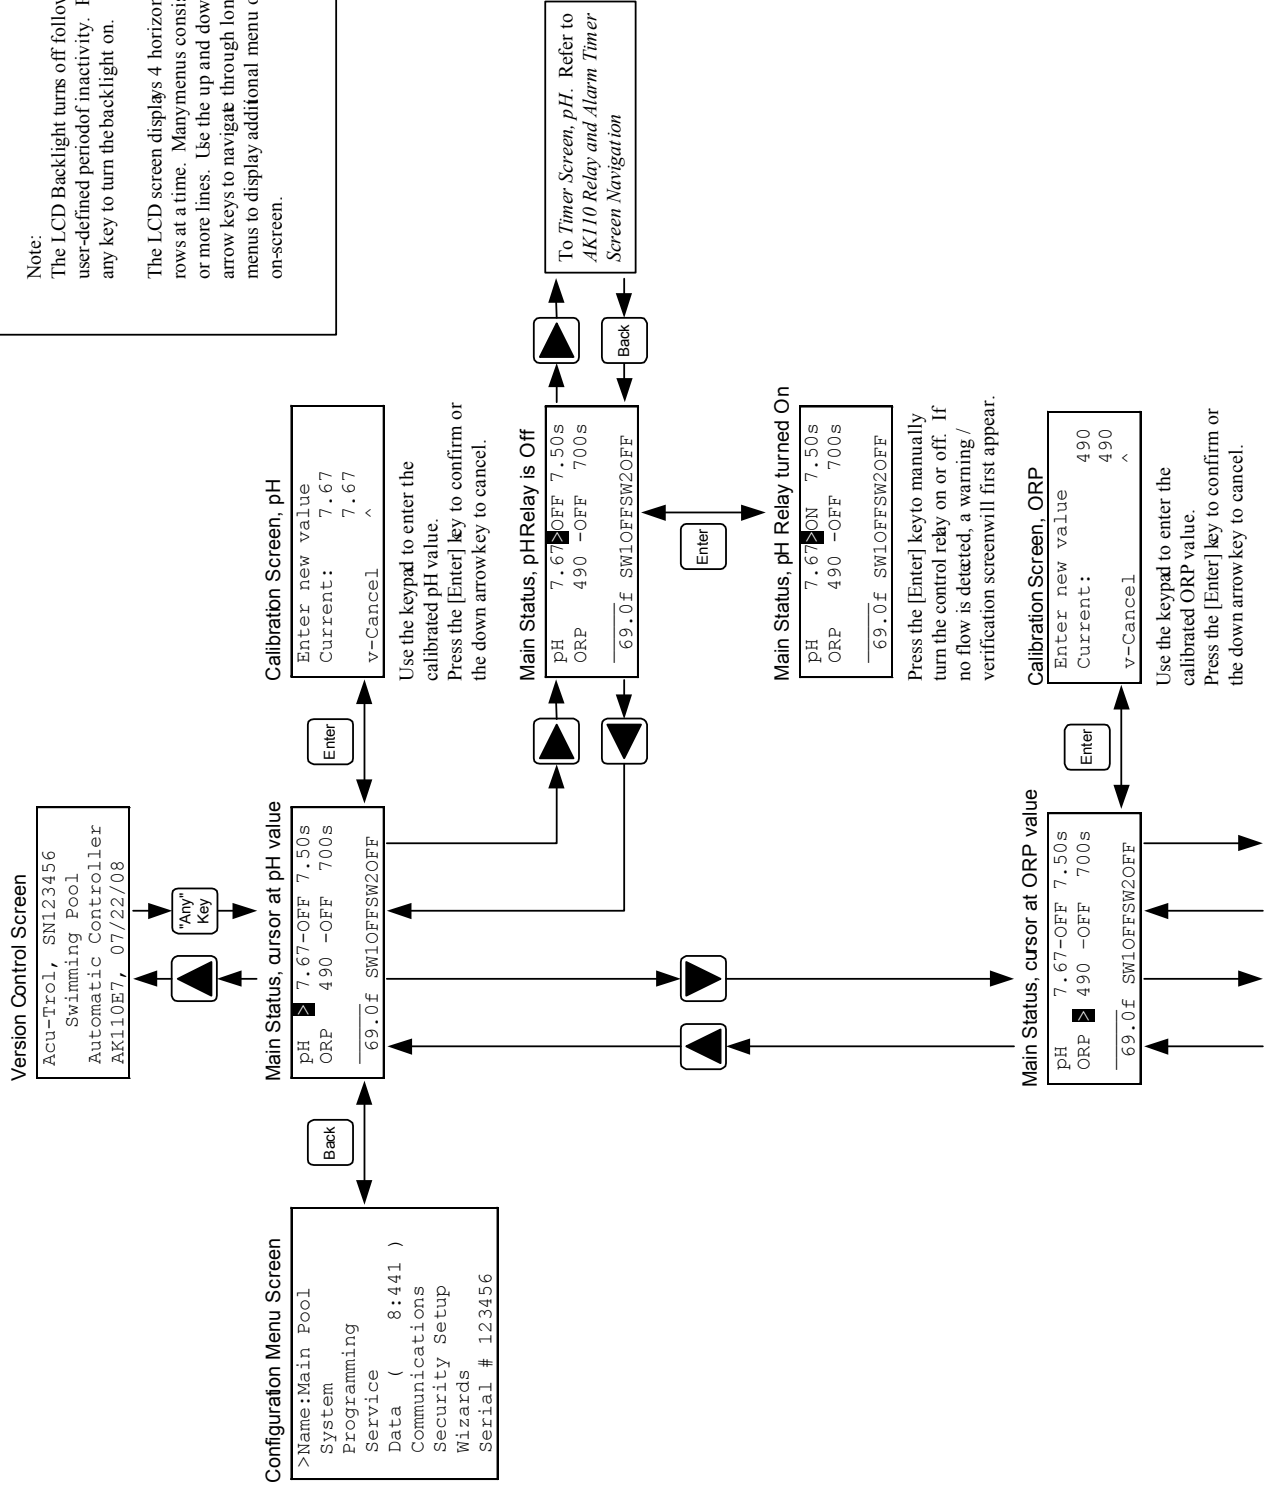 Version Control Screen
Acu-Trol, SN123456
Swimming Pool
Automatic Controller
AK110E7, 07/22/08
"Any"
Key
Configuration Menu Screen
>Name:Main Pool
System
Programming
Service
Data ( 8:441 )
Communications
Security Setup
Wizards
Serial # 123456
Back
Main Status, cursor at pH value
pH > 7.67-OFF 7.50s
ORP 490 -OFF 700s
69.0f SW1OFFSW2OFF
Enter
Calibration Screen, pH
Enter new value
Current: 7.67
7.67
v-Cancel ^
Use the keypad to enter the
calibrated pH value.
Press the [Enter] key to confirm or
the down arrow key to cancel.
Main Status, pH Relay is Off
pH 7.67>OFF 7.50s
ORP 490 -OFF 700s
69.0f SW1OFFSW2OFF
Back
To Timer Screen, pH. Refer to
AK110 Relay and Alarm Timer
Screen Navigation
Enter
Main Status, pH Relay turned On
pH 7.67>ON 7.50s
ORP 490 -OFF 700s
69.0f SW1OFFSW2OFF
Press the [Enter] key to manually
turn the control relay on or off. If
no flow is detected, a warning /
verification screen will first appear.
Main Status, cursor at ORP value
pH 7.67-OFF 7.50s
ORP > 490 -OFF 700s
69.0f SW1OFFSW2OFF
Enter
Calibration Screen, ORP
Enter new value
Current: 490
490
v-Cancel ^
Use the keypad to enter the
calibrated ORP value.
Press the [Enter] key to confirm or
the down arrow key to cancel.
Note:
The LCD Backlight turns off
user-defined period of inactivity.
any key to turn the backlight on.
The LCD screen displays 4
rows at a time. Many menus
or more lines. Use the up and
arrow keys to navigate through
menus to display additional menu
on-screen.